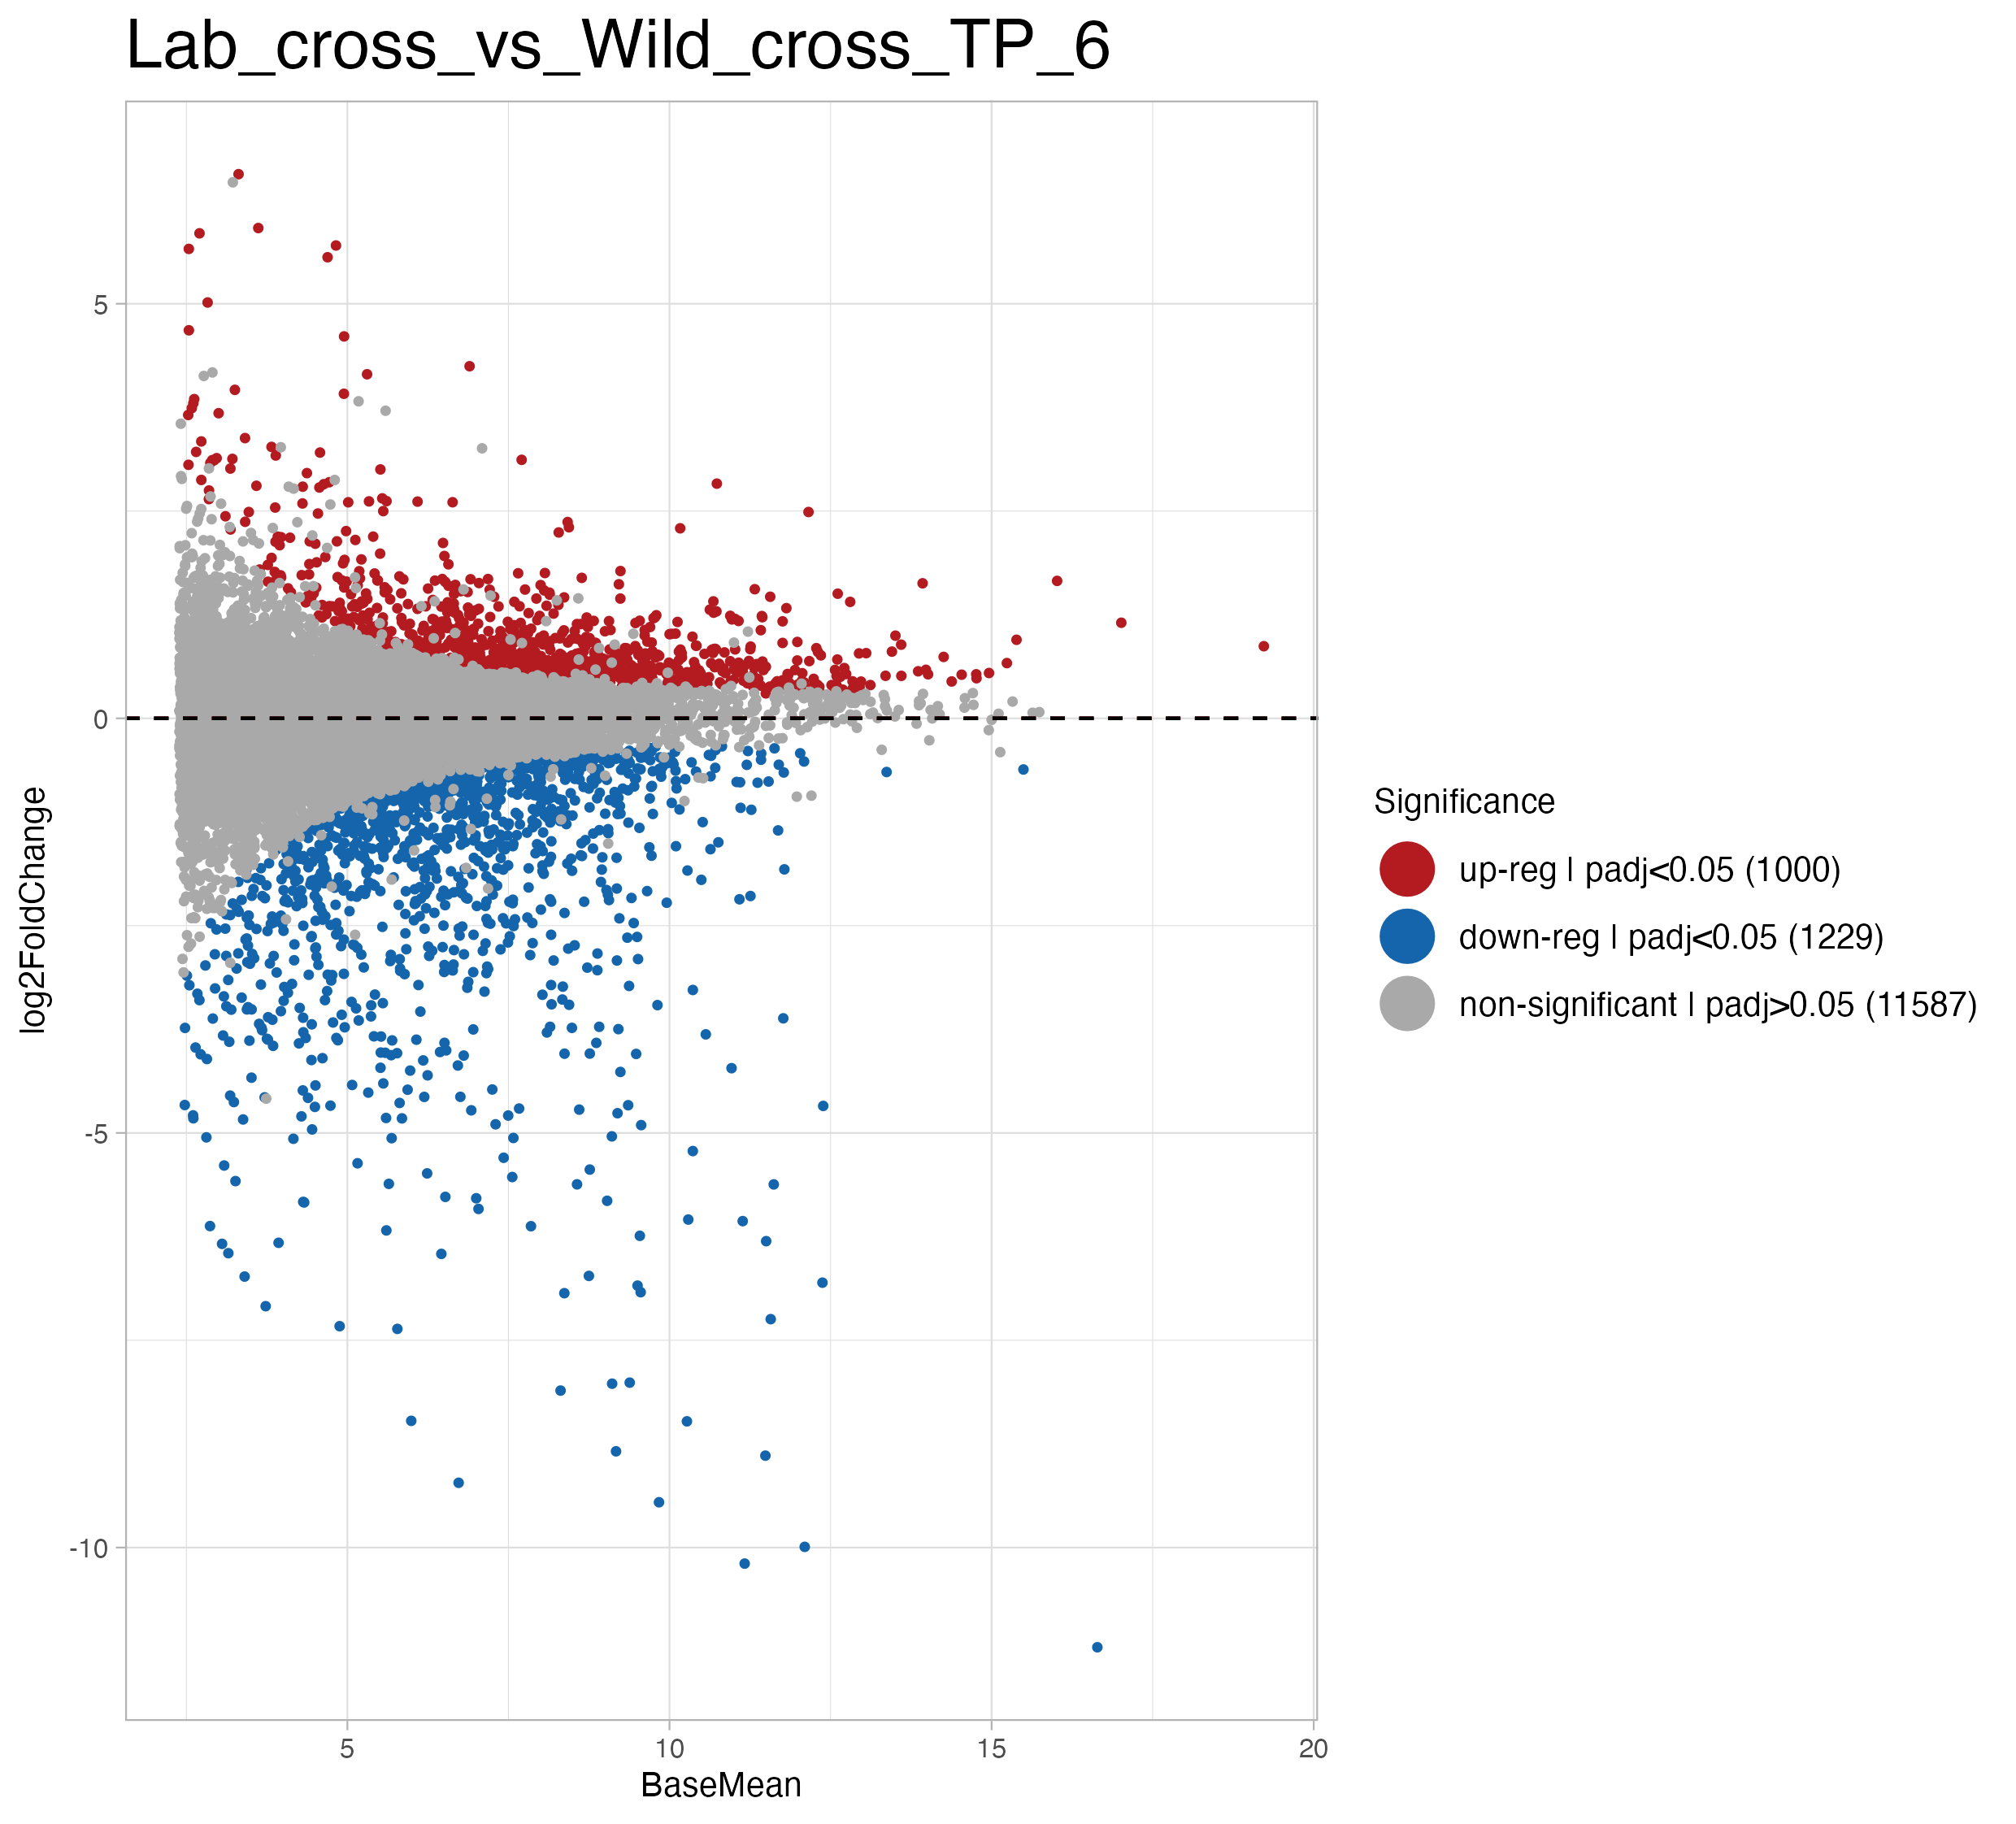 Lab_cross_vs_Wild_cross_TP_6
log2FoldChange
5
0
-5
-10
5 10 15 20
BaseMean
Significance
up-reg | padj<0.05 (1000)
down-reg | padj<0.05 (1229)
non-significant | padj>0.05 (11587)